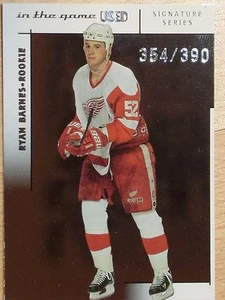 in the game USED
SIGNATURE
SERIES
354/390
RYAN BARNES•ROOKIE
52